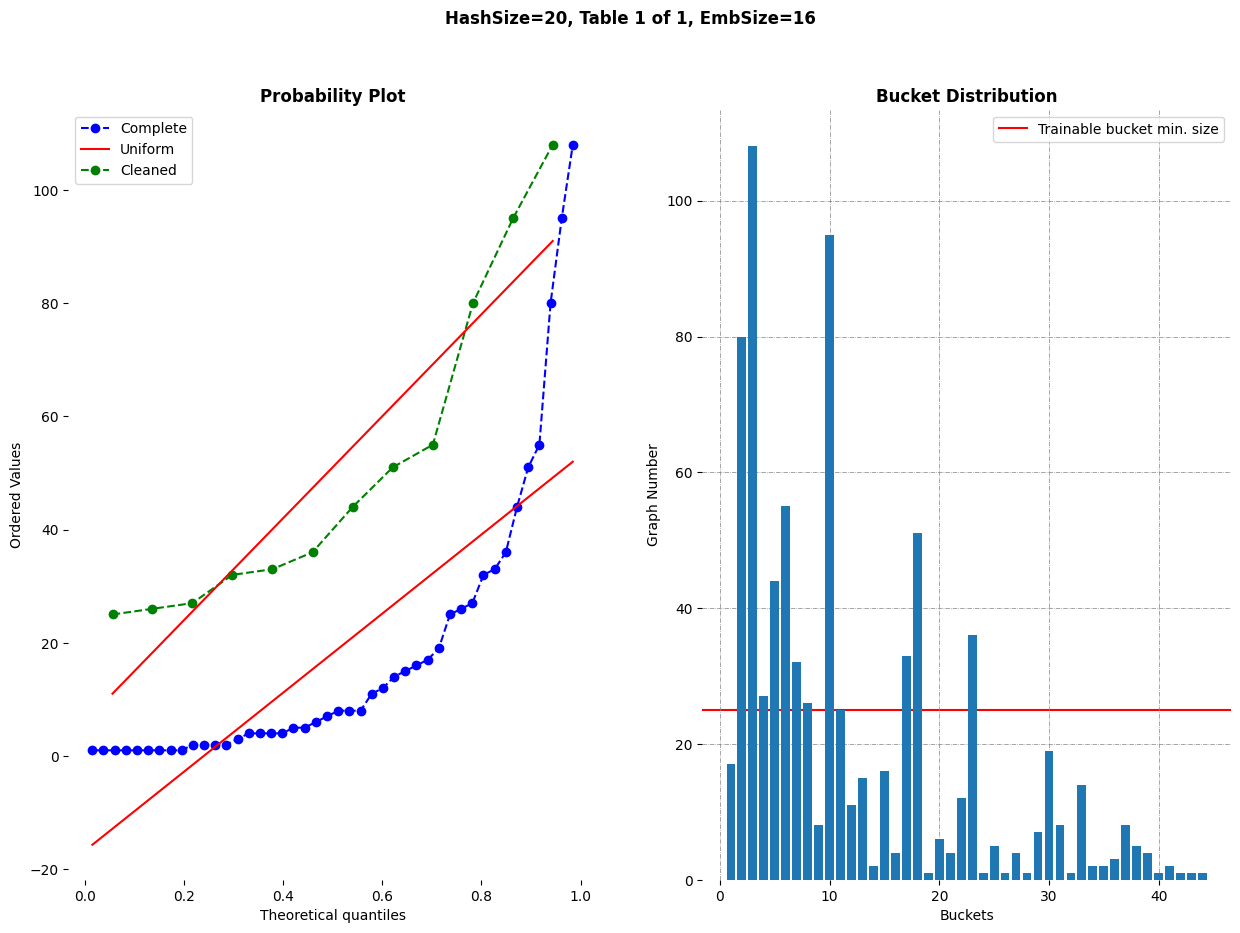 HashSize=20, Table 1 of 1, EmbSize=16
Probability Plot
Complete
Uniform
Cleaned
Ordered Values
100
80
60
40
20
0
−20
0.0 0.2 0.4 0.6 0.8 1.0
Theoretical quantiles
Bucket Distribution
Trainable bucket min. size
Graph Number
100
80
60
40
20
0
0 10 20 30 40
Buckets